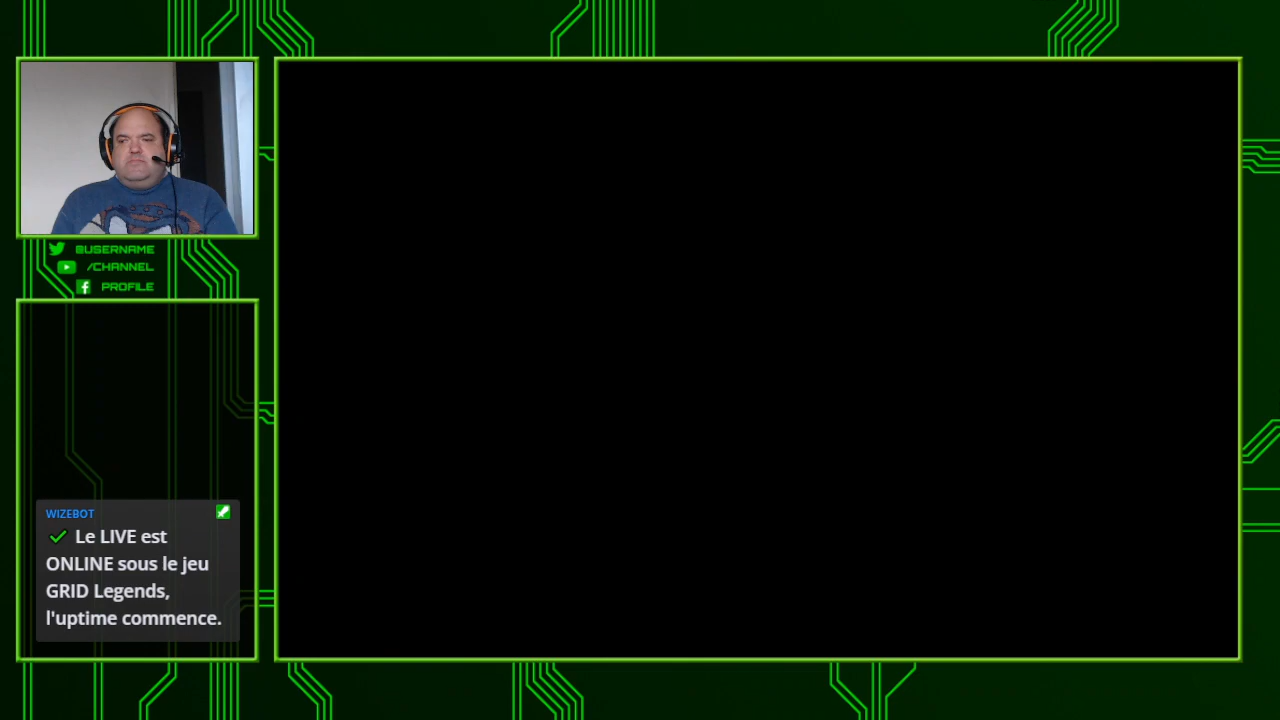 @USERNAME
/CHANNEL
PROFILE
WIZEBOT
Le LIVE est
ONLINE sous le jeu
GRID Legends,
l'uptime commence.